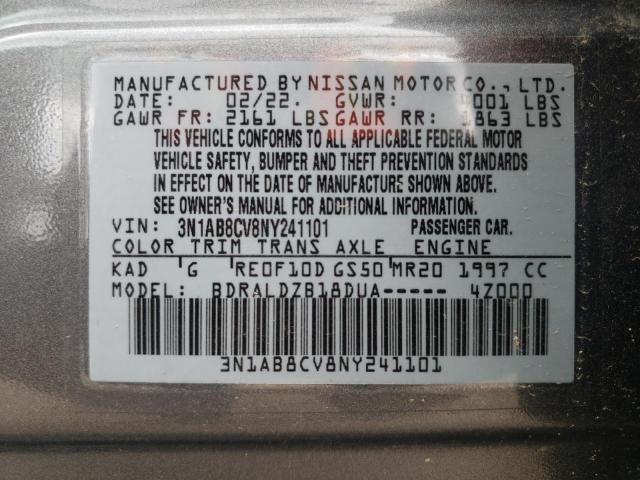 MANUFACTURED BY NISSAN MOTOR CO., LTD.
DATE: 02/22. GVWR: 001 LBS
GAWR FR: 2161 LBS GAWR RR: 1863 LBS
THIS VEHICLE CONFORMS TO ALL APPLICABLE FEDERAL MOTOR
VEHICLE SAFETY, BUMPER AND THEFT PREVENTION STANDARDS
IN EFFECT ON THE DATE OF MANUFACTURE SHOWN ABOVE.
SEE OWNER'S MANUAL FOR ADDITIONAL INFORMATION.
VIN: 3N1AB8CV8NY241101 PASSENGER CAR.
COLOR TRIM TRANS AXLE ENGINE
KAD G RE0F10D GS50 MR20 1997 CC
MODEL: BDRALDZB18DUA----- 4Z000
3N1AB8CV8NY241101